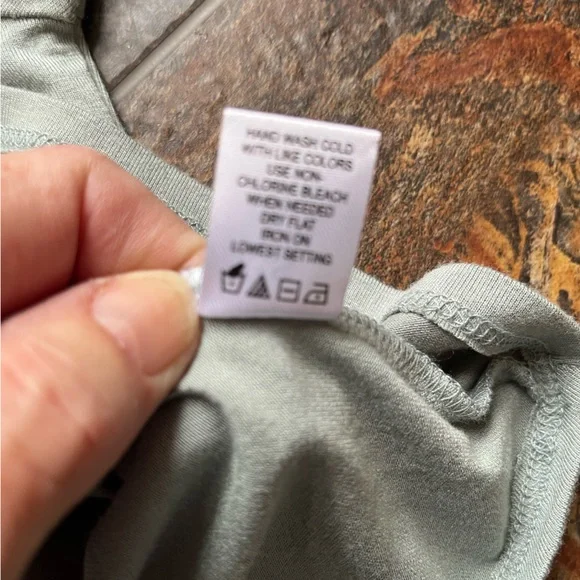 HAND WASH COLD
WITH LIKE COLORS
USE NON-
CHLORINE BLEACH
WHEN NEEDED
DRY FLAT
IRON ON
LOWEST SETTING